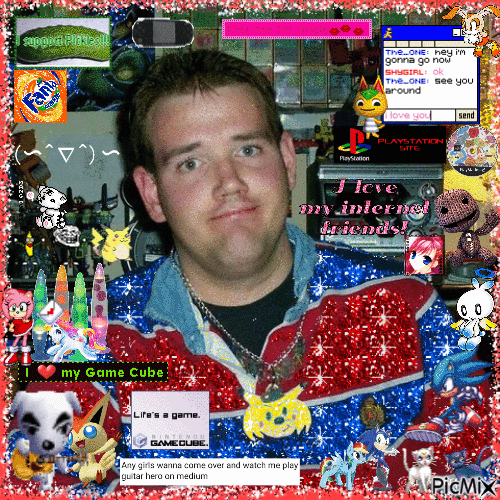 I support Pickles!!
Fanta
The_ONE: hey i'm
gonna go now
SHYGIRL: ok
The_ONE: see you
around
i love you
send
(~^∇^)~
PlayStation
PLAYSTATION
SITE
I love
my internet
friends!
I ❤ my Game Cube
Life's a game.
NINTENDO
GAMECUBE.
Any girls wanna come over and watch me play
guitar hero on medium
PicMix